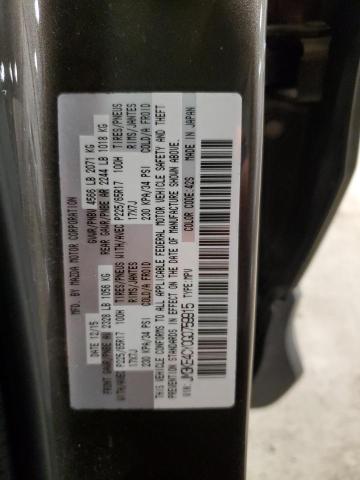 MFD. BY MAZDA MOTOR CORPORATION
DATE: 12/15 GVWR/PNBV 4566 LB 2071 KG
FRONT GAWR/PNBE AV 2328 LB 1056 KG REAR GAWR/PNBE AR 2244 LB 1018 KG
WITH/AVEC P225/65R17 100H TIRES/PNEUS WITH/AVEC P225/65R17 100H TIRES/PNEUS
17X7J RIMS/JANTES 17X7J RIMS/JANTES
230 KPA/34 PSI COLD/A FROID 230 KPA/34 PSI COLD/A FROID
THIS VEHICLE CONFORMS TO ALL APPLICABLE FEDERAL MOTOR VEHICLE SAFETY AND THEFT
PREVENTION STANDARDS IN EFFECT ON THE DATE OF MANUFACTURE SHOWN ABOVE.
MADE IN JAPAN
COLOR CODE: 42S
TYPE: MPV